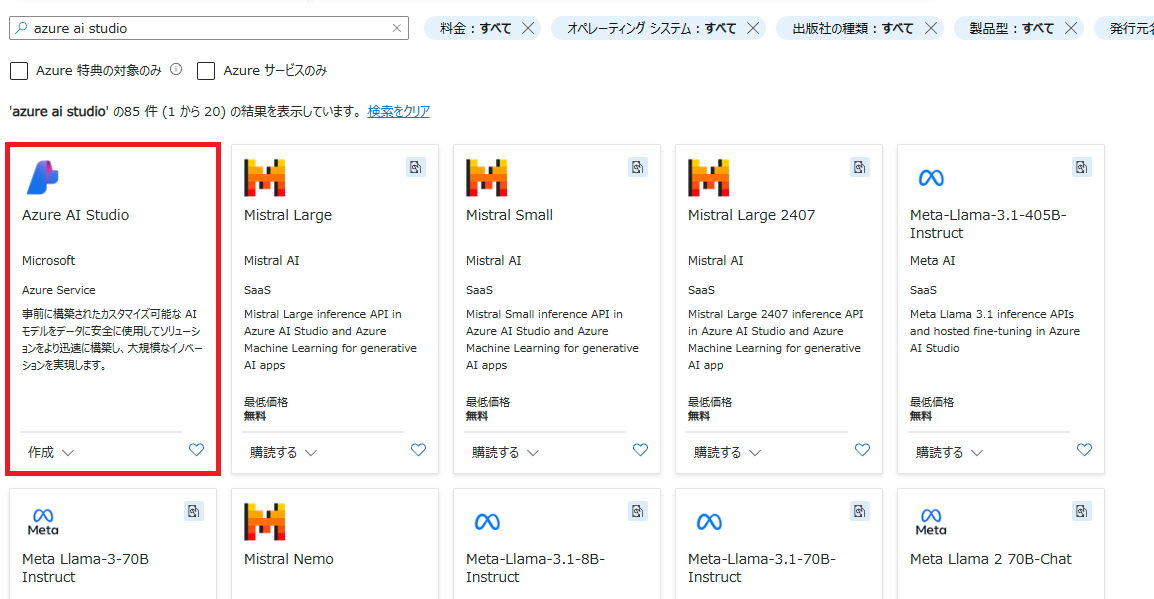 azure ai studio
料金 : すべて
オペレーティング システム : すべて
出版社の種類 : すべて
製品型 : すべて
発行元名
Azure 特典の対象のみ
Azure サービスのみ
'azure ai studio' の85 件 (1 から 20) の結果を表示しています。 検索をクリア
Azure AI Studio
Microsoft
Azure Service
事前に構築されたカスタマイズ可能な AI
モデルをデータに安全に使用してソリューシ
ョンをより迅速に構築し、大規模なイノベー
ションを実現します。
作成
Mistral Large
Mistral AI
SaaS
Mistral Large inference API in
Azure AI Studio and Azure
Machine Learning for generative
AI apps
最低価格
無料
購読する
Mistral Small
Mistral AI
SaaS
Mistral Small inference API in
Azure AI Studio and Azure
Machine Learning for generative
AI apps
最低価格
無料
購読する
Mistral Large 2407
Mistral AI
SaaS
Mistral Large 2407 inference API
in Azure AI Studio and Azure
Machine Learning for generative
AI app
最低価格
無料
購読する
Meta-Llama-3.1-405B-
Instruct
Meta AI
SaaS
Meta Llama 3.1 inference APIs
and hosted fine-tuning in Azure
AI Studio
最低価格
無料
購読する
Meta
Meta Llama-3-70B
Instruct
Mistral Nemo
Meta-Llama-3.1-8B-
Instruct
Meta-Llama-3.1-70B-
Instruct
Meta
Meta Llama 2 70B-Chat